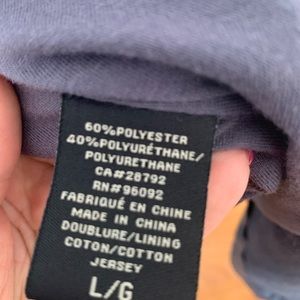 60%POLYESTER
40%POLYURÉTHANE/
POLYURETHANE
CA#28792
RN#96092
FABRIQUÉ EN CHINE
MADE IN CHINA
DOUBLURE/LINING
COTON/COTTON
JERSEY
L/G